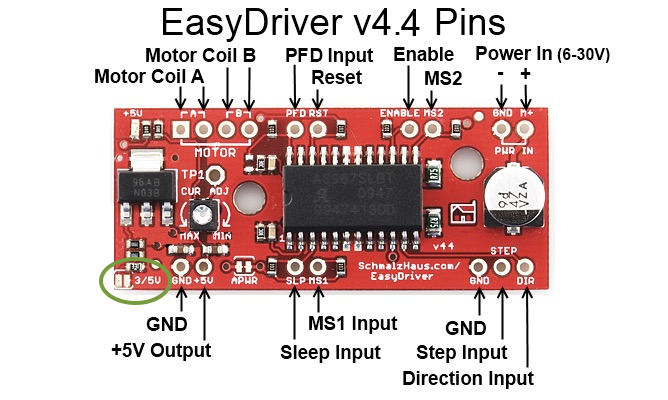 EasyDriver v4.4 Pins
Motor Coil B
PFD Input
Enable
Power In (6-30V)
Motor Coil A
Reset
MS2
- +
+5V
A
B
PFD RST
ENABLE MS2
GND M+
MOTOR
PWR IN
TP1
CUR ADJ
MAX MIN
A3967SLBT
0947
v44
STEP
3/5V
GND +5V
APWR
SLP MS1
SchmalzHaus.com/
EasyDriver
GND
DIR
GND
MS1 Input
GND
+5V Output
Sleep Input
Step Input
Direction Input